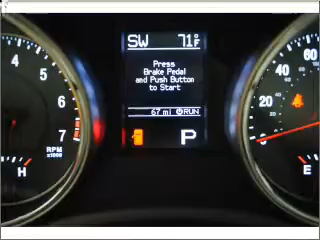 SW 71°F
Press
Brake Pedal
and Push Button
to Start
67 mi RUN
P
4
5
6
7
RPM
x1000
H
60
40
20
0
E